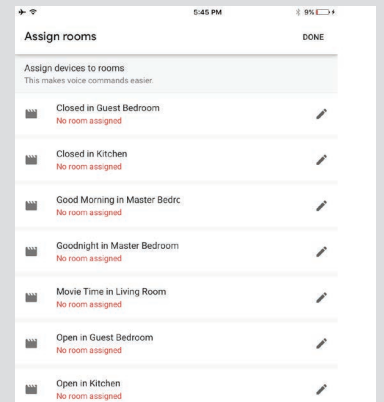 5:45 PM
9%
Assign rooms
DONE
Assign devices to rooms
This makes voice commands easier.
Closed in Guest Bedroom
No room assigned
Closed in Kitchen
No room assigned
Good Morning in Master Bedrc
No room assigned
Goodnight in Master Bedroom
No room assigned
Movie Time in Living Room
No room assigned
Open in Guest Bedroom
No room assigned
Open in Kitchen
No room assigned